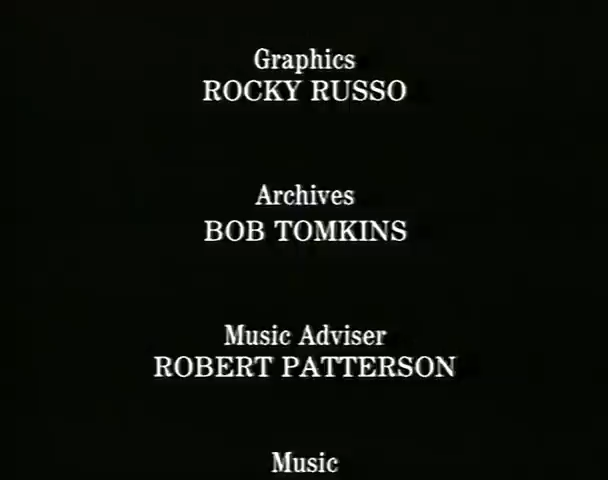 Graphics
ROCKY RUSSO
Archives
BOB TOMKINS
Music Adviser
ROBERT PATTERSON
Music